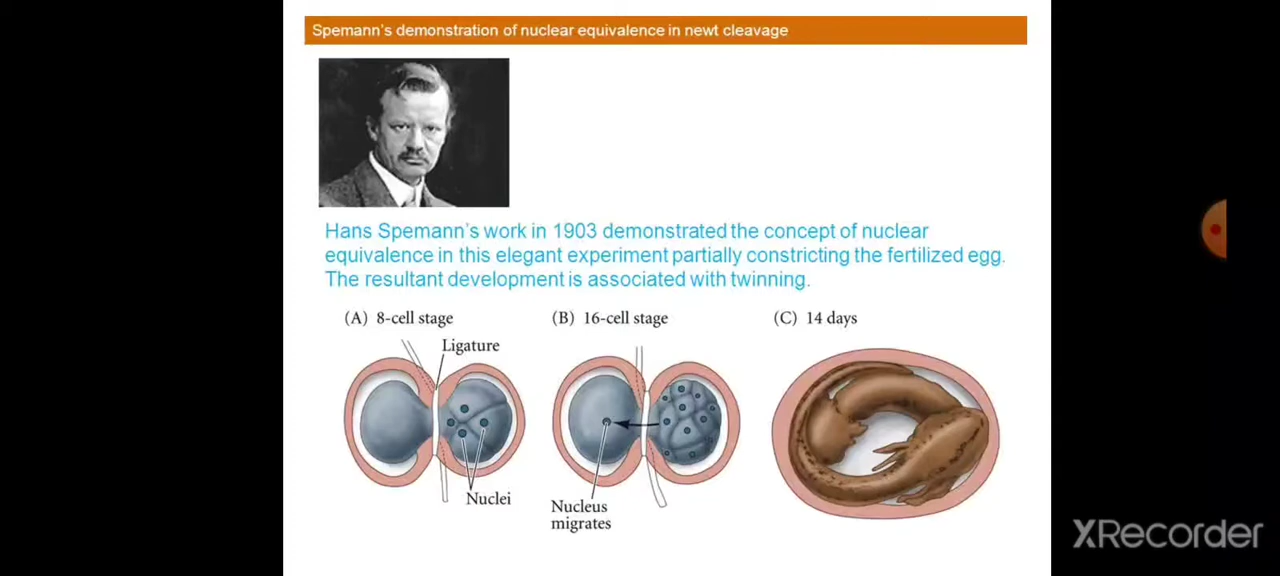 Spemann's demonstration of nuclear equivalence in newt cleavage
Hans Spemann's work in 1903 demonstrated the concept of nuclear
equivalence in this elegant experiment partially constricting the fertilized egg.
The resultant development is associated with twinning.
(A) 8-cell stage
(B) 16-cell stage
(C) 14 days
Ligature
Nuclei
Nucleus
migrates
XRecorder